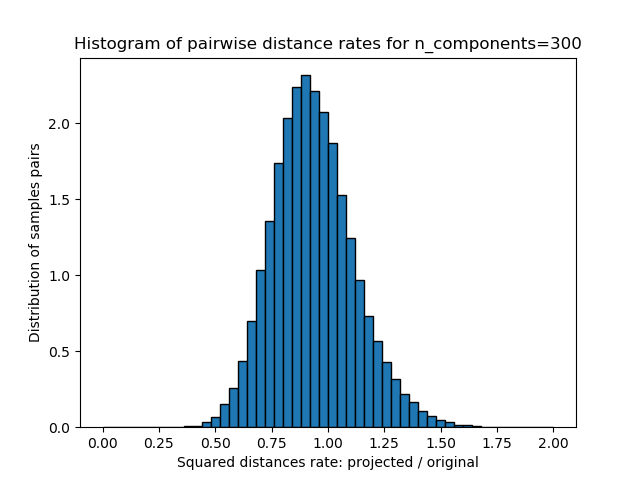 Histogram of pairwise distance rates for n_components=300
Distribution of samples pairs
2.0
1.5
1.0
0.5
0.0
0.00 0.25 0.50 0.75 1.00 1.25 1.50 1.75 2.00
Squared distances rate: projected / original